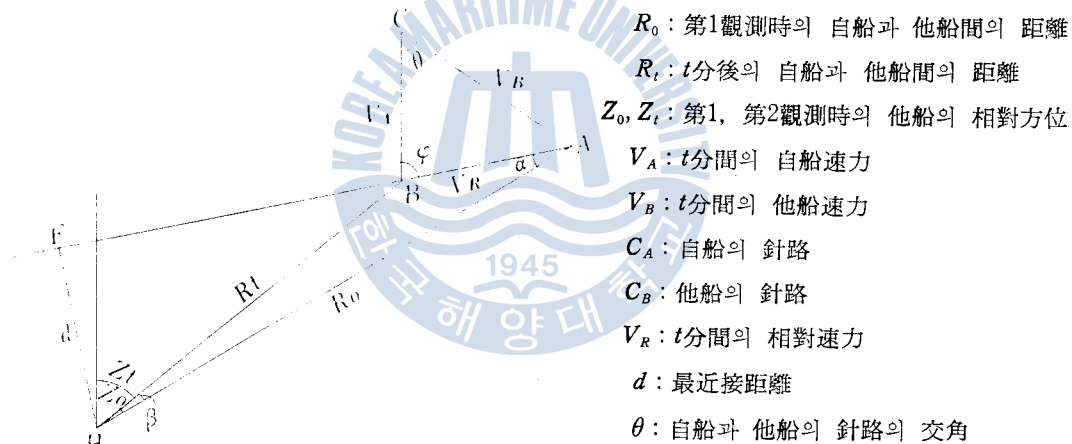 C
θ
V_B
φ
A
α
B
V_R
F
Rt
Ro
d
Zt
Zo
β
KOREA MARITIME UNIVERSITY
1945
한국해양대학교
R₀ : 第1觀測時의 自船과 他船間의 距離
Rₜ : t分後의 自船과 他船間의 距離
Z₀, Zₜ : 第1, 第2觀測時의 他船의 相對方位
V_A : t分間의 自船速力
V_B : t分間의 他船速力
C_A : 自船의 針路
C_B : 他船의 針路
V_R : t分間의 相對速力
d : 最近接距離
θ : 自船과 他船의 針路의 交角